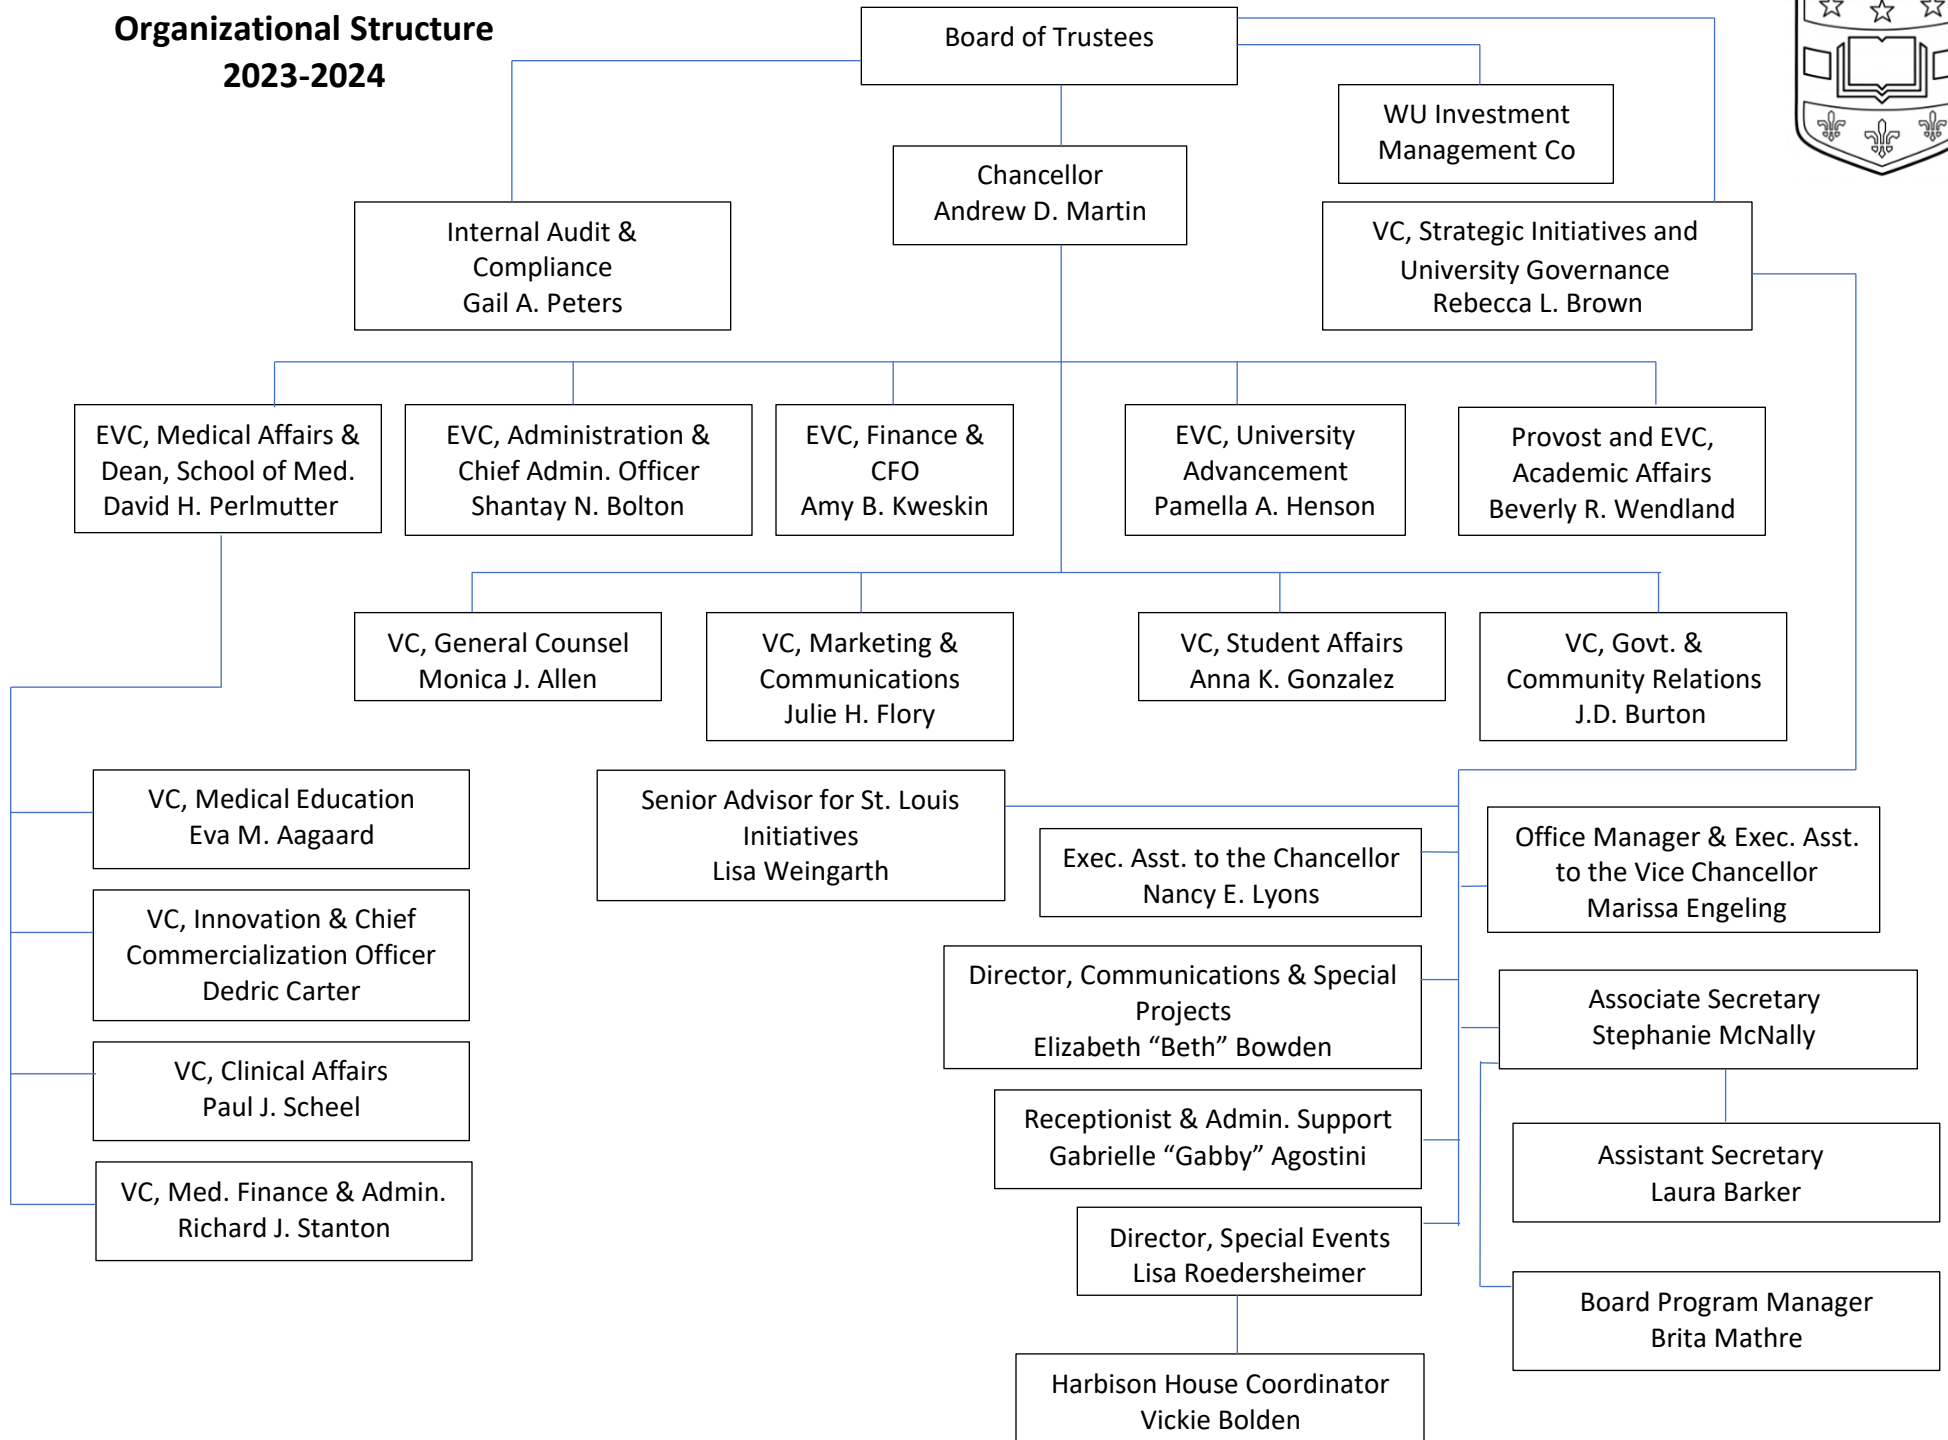 Organizational Structure
2023-2024
Board of Trustees
WU Investment
Management Co
Chancellor
Andrew D. Martin
Internal Audit &
Compliance
Gail A. Peters
VC, Strategic Initiatives and
University Governance
Rebecca L. Brown
EVC, Medical Affairs &
Dean, School of Med.
David H. Perlmutter
EVC, Administration &
Chief Admin. Officer
Shantay N. Bolton
EVC, Finance &
CFO
Amy B. Kweskin
EVC, University
Advancement
Pamella A. Henson
Provost and EVC,
Academic Affairs
Beverly R. Wendland
VC, General Counsel
Monica J. Allen
VC, Marketing &
Communications
Julie H. Flory
VC, Student Affairs
Anna K. Gonzalez
VC, Govt. &
Community Relations
J.D. Burton
VC, Medical Education
Eva M. Aagaard
VC, Innovation & Chief
Commercialization Officer
Dedric Carter
VC, Clinical Affairs
Paul J. Scheel
VC, Med. Finance & Admin.
Richard J. Stanton
Senior Advisor for St. Louis
Initiatives
Lisa Weingarth
Exec. Asst. to the Chancellor
Nancy E. Lyons
Office Manager & Exec. Asst.
to the Vice Chancellor
Marissa Engeling
Director, Communications & Special
Projects
Elizabeth “Beth” Bowden
Associate Secretary
Stephanie McNally
Receptionist & Admin. Support
Gabrielle “Gabby” Agostini
Assistant Secretary
Laura Barker
Director, Special Events
Lisa Roedersheimer
Board Program Manager
Brita Mathre
Harbison House Coordinator
Vickie Bolden